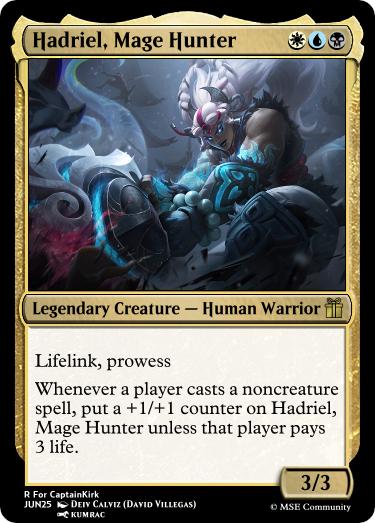 Hadriel, Mage Hunter
Legendary Creature — Human Warrior
Lifelink, prowess
Whenever a player casts a noncreature
spell, put a +1/+1 counter on Hadriel,
Mage Hunter unless that player pays
3 life.
3/3
R For CaptainKirk
JUN25 Deiv Calviz (David Villegas)
KUMRAC
© MSE Community